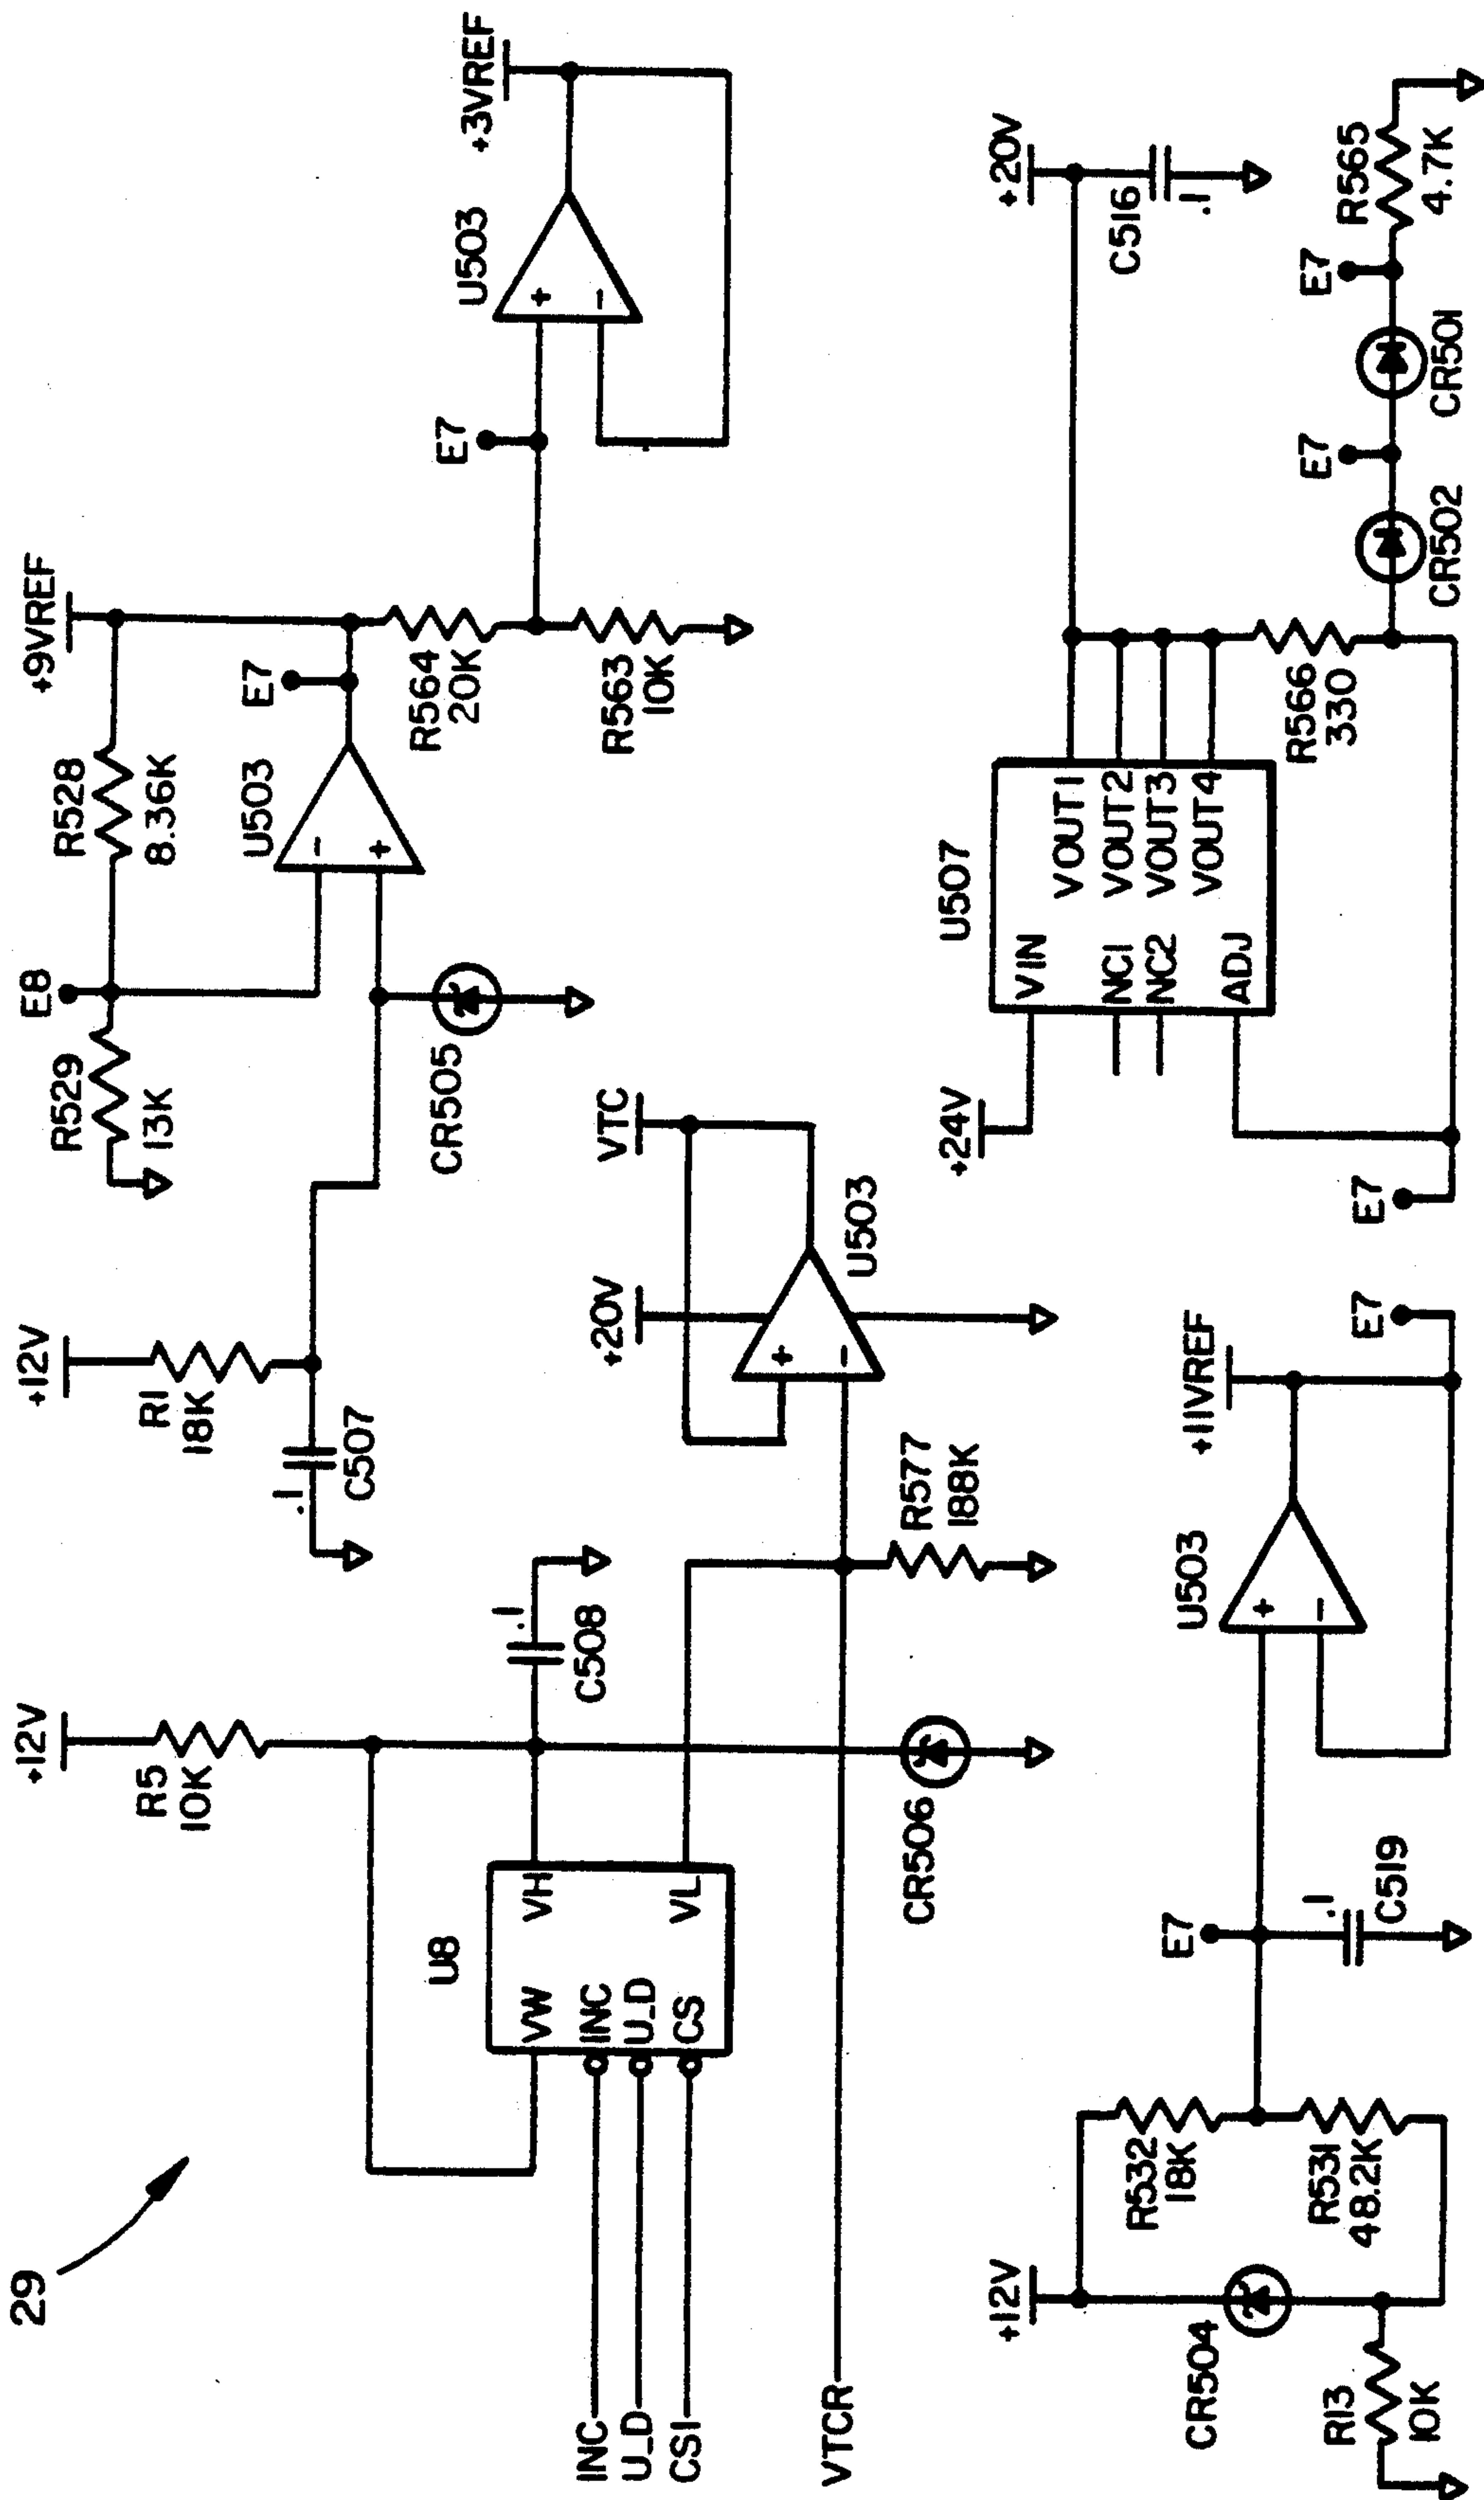 29
+12V
R5
10K
U8
VW
VH
INC
U_D
CS
VL
INC
U_D
CS1
VTCR
.1
C508
CR506
+12V
R1
18K
.1
C507
R529
13K
E8
R528
8.36K
+9VREF
U503
-
+
E7
CR505
R564
20K
R563
10K
E7
U503
+
-
+3VREF
+20V
VTC
U503
+
-
R577
188K
+12V
CR504
R13
10K
R532
18K
R531
48.2K
E7
.1
C519
U503
+
-
+11VREF
E7
E7
+24V
U507
VIN
VOUT1
NC1
VOUT2
NC2
VOUT3
ADJ
VOUT4
R566
330
+20V
C516
.1
CR502
E7
CR501
E7
R565
4.7K